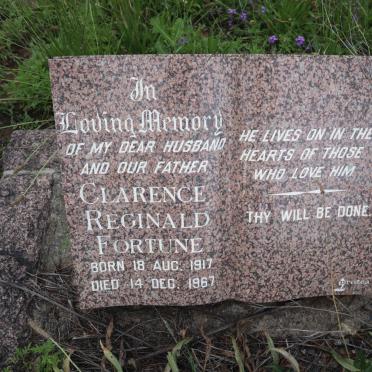 In
Loving Memory
OF MY DEAR HUSBAND
AND OUR FATHER
CLARENCE
REGINALD
FORTUNE
BORN 18 AUG. 1917
DIED 14 DEC. 1967
HE LIVES ON IN THE
HEARTS OF THOSE
WHO LOVE HIM
THY WILL BE DONE.